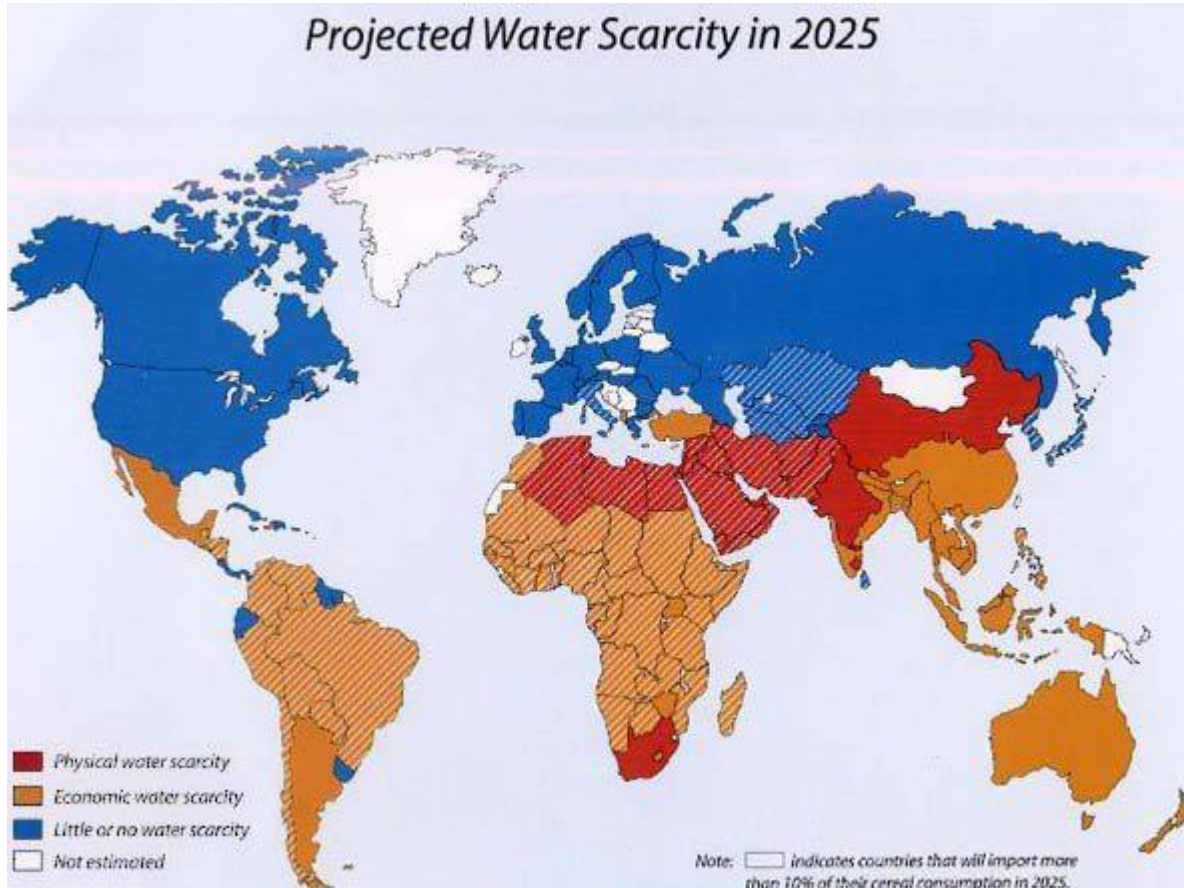 Projected Water Scarcity in 2025
Physical water scarcity
Economic water scarcity
Little or no water scarcity
Not estimated
Note: indicates countries that will import more
than 10% of their cereal consumption in 2025.